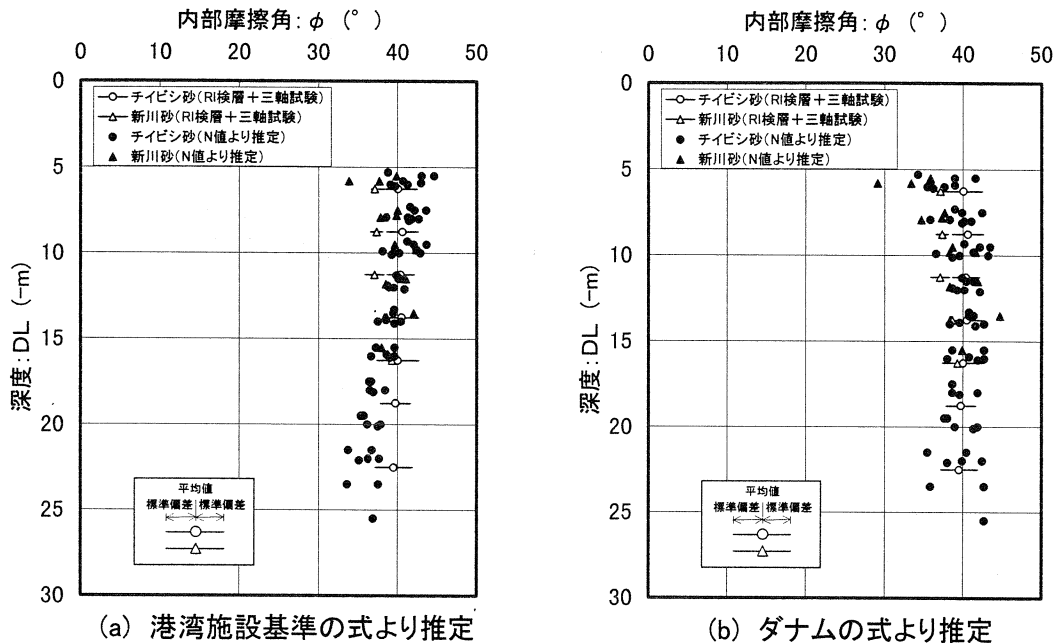 内部摩擦角：φ （°）
0 10 20 30 40 50
0
5
10
15
20
25
30
深度：DL (-m)
チイビシ砂(RI検層＋三軸試験)
新川砂(RI検層＋三軸試験)
チイビシ砂(N値より推定)
新川砂(N値より推定)
平均値
標準偏差 標準偏差
(a) 港湾施設基準の式より推定
内部摩擦角：φ （°）
0 10 20 30 40 50
0
5
10
15
20
25
30
深度：DL (-m)
チイビシ砂(RI検層＋三軸試験)
新川砂(RI検層＋三軸試験)
チイビシ砂(N値より推定)
新川砂(N値より推定)
平均値
標準偏差 標準偏差
(b) ダナムの式より推定